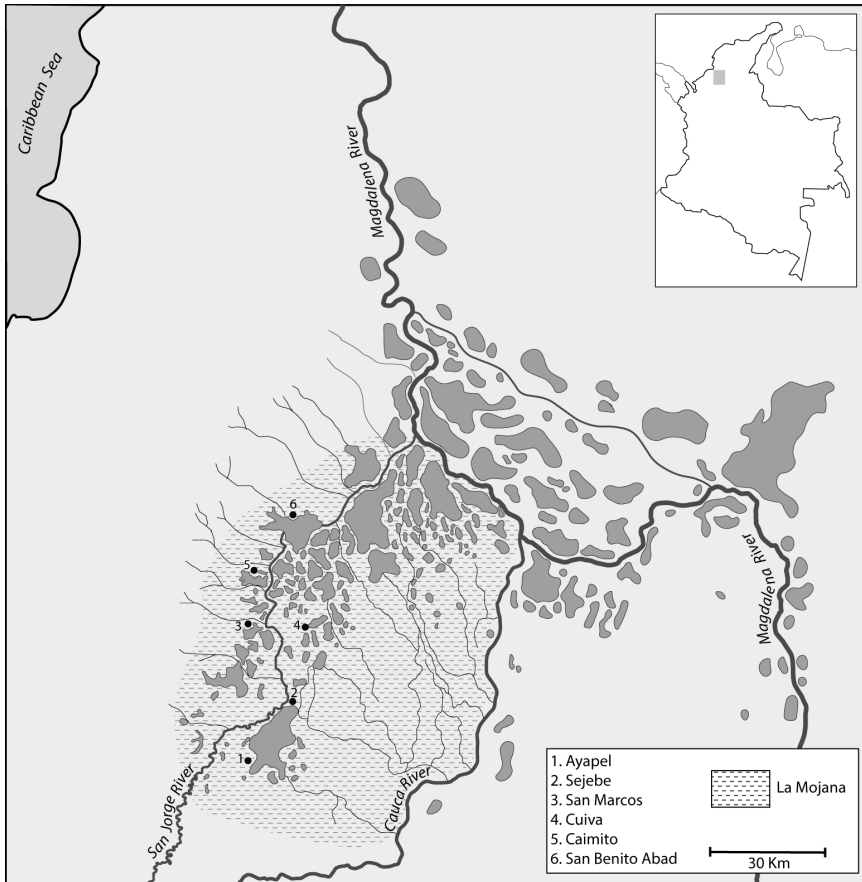 Caribbean Sea
Magdalena River
6
5
3
4
2
1
San Jorge River
Cauca River
Magdalena River
1. Ayapel
2. Sejebe
3. San Marcos
4. Cuiva
5. Caimito
6. San Benito Abad
La Mojana
30 Km